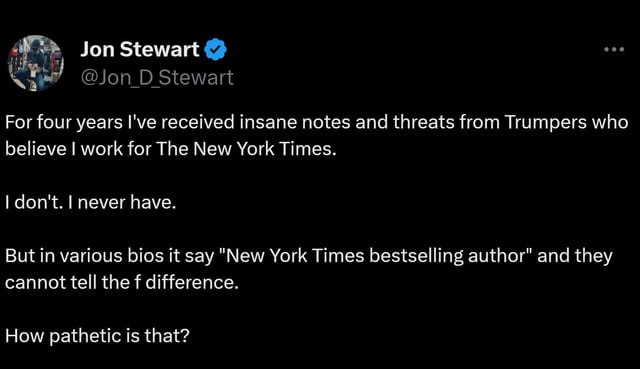 Jon Stewart
@Jon_D_Stewart
For four years I've received insane notes and threats from Trumpers who
believe I work for The New York Times.
I don't. I never have.
But in various bios it say "New York Times bestselling author" and they
cannot tell the f difference.
How pathetic is that?